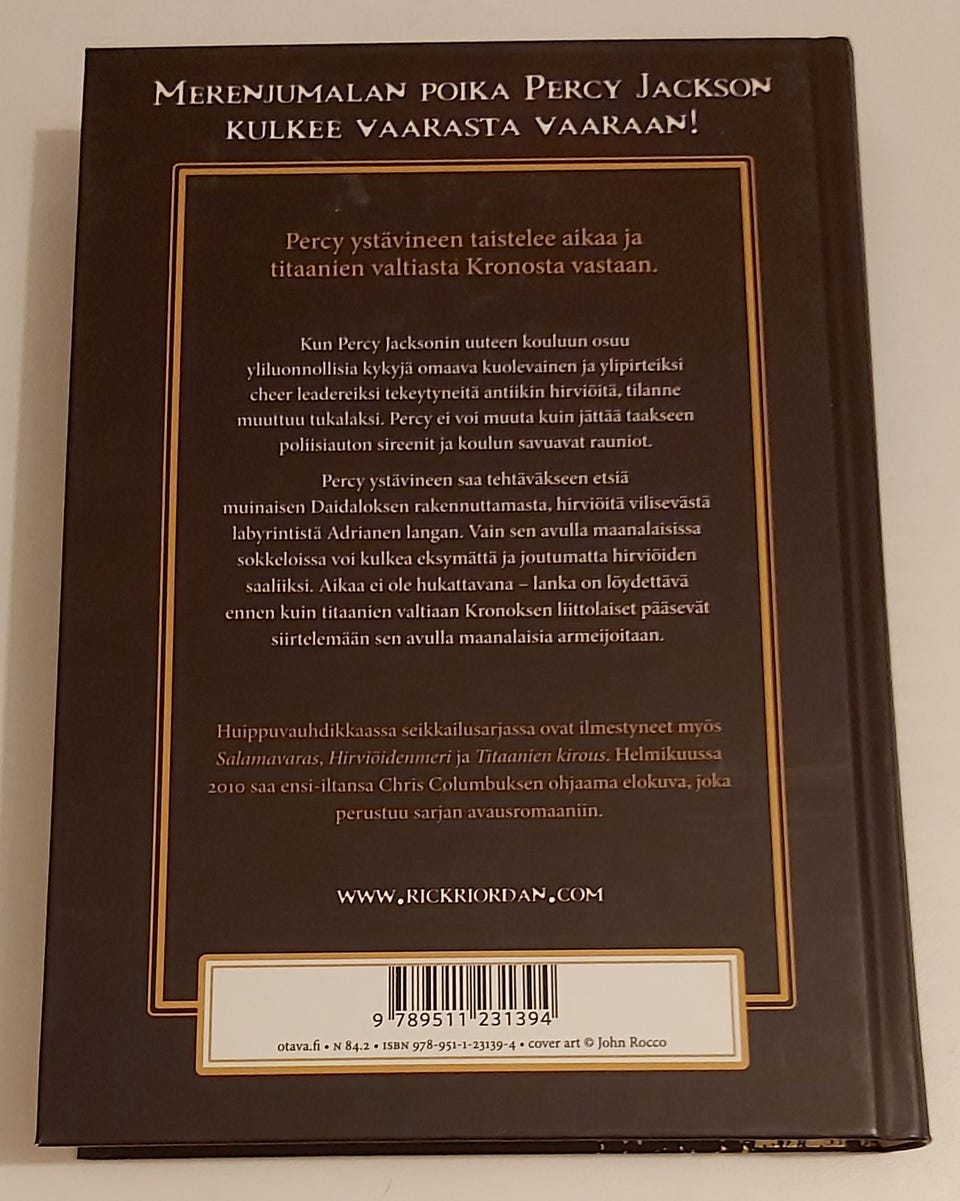 Merenjumalan poika Percy Jackson
kulkee vaarasta vaaraan!
Percy ystävineen taistelee aikaa ja
titaanien valtiasta Kronosta vastaan.
Kun Percy Jacksonin uuteen kouluun osuu
yliluonnollisia kykyjä omaava kuolevainen ja ylipirteiksi
cheer leadereiksi tekeytyneitä antiikin hirviöitä, tilanne
muuttuu tukalaksi. Percy ei voi muuta kuin jättää taakseen
poliisiauton sireenit ja koulun savuavat rauniot.
Percy ystävineen saa tehtäväkseen etsiä
muinaisen Daidaloksen rakennuttamasta, hirviöitä vilisevästä
labyrintistä Adrianen langan. Vain sen avulla maanalaisissa
sokkeloissa voi kulkea eksymättä ja joutumatta hirviöiden
saaliiksi. Aikaa ei ole hukattavana – lanka on löydettävä
ennen kuin titaanien valtiaan Kronoksen liittolaiset pääsevät
siirtelemään sen avulla maanalaisia armeijoitaan.
Huippuvauhdikkaassa seikkailusarjassa ovat ilmestyneet myös
Salamavaras, Hirviöidenmeri ja Titaanien kirous. Helmikuussa
2010 saa ensi-iltansa Chris Columbuksen ohjaama elokuva, joka
perustuu sarjan avausromaaniin.
www.rickriordan.com
9 789511 231394
otava.fi • N 84.2 • ISBN 978-951-1-23139-4 • cover art © John Rocco